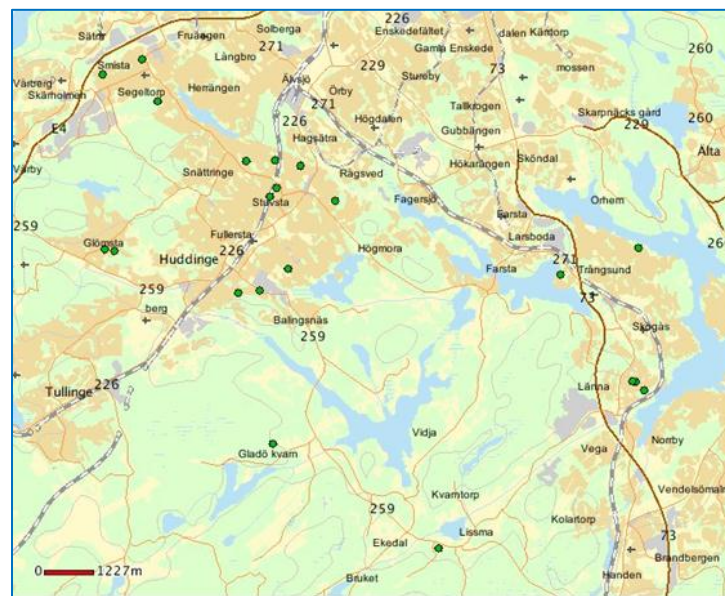 226
Solberga
Enskedefältet
dalen
Kärrtorp
Sätra
Fruängen
271
Gamla Enskede
260
Långbro
mossen
Smista
229
73
Vårberg
Älvsjö
Stureby
Skärholmen
Segeltorp
Herrängen
271
Örby
Tallkrogen
Skarpnäcks gård
260
E4
226
Högdalen
Gubbängen
229
Hagsätra
Älta
Vårby
Snättringe
Rågsved
Hökarängen
Sköndal
Stuvsta
Fagersjö
Orhem
259
Fullersta
Farsta
Glömsta
226
Högmora
Larsboda
260
Huddinge
Farsta
271
Trångsund
259
73
berg
Balingsnäs
259
Skogås
Tullinge
226
Länna
Vidja
Gladö kvarn
Vega
Norrby
Kvarntorp
Vendelsömalm
259
Lissma
Kolartorp
Ekedal
73
0
1227m
Bruket
Handen
Brandbergen